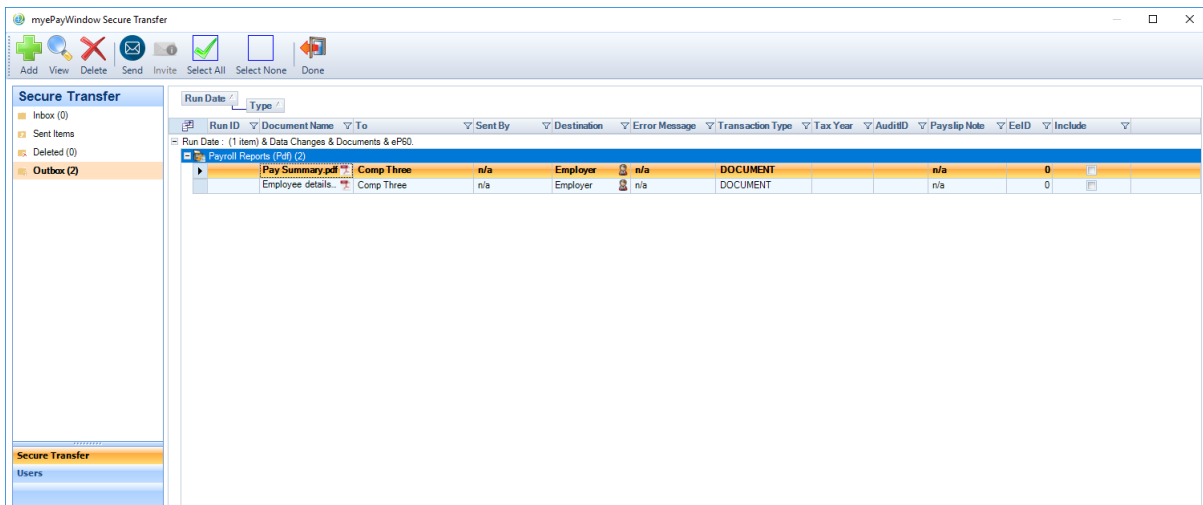 myePayWindow Secure Transfer
Add View Delete Send Invite Select All Select None Done
Secure Transfer
Inbox (0)
Sent Items
Deleted (0)
Outbox (2)
Run Date
Type
Run ID Document Name To Sent By Destination Error Message Transaction Type Tax Year AuditID Payslip Note EeID Include
Run Date : (1 item) & Data Changes & Documents & eP60.
Payroll Reports (Pdf) (2)
Pay Summary.pdf Comp Three n/a Employer n/a DOCUMENT n/a 0
Employee details... Comp Three n/a Employer n/a DOCUMENT n/a 0
Secure Transfer
Users